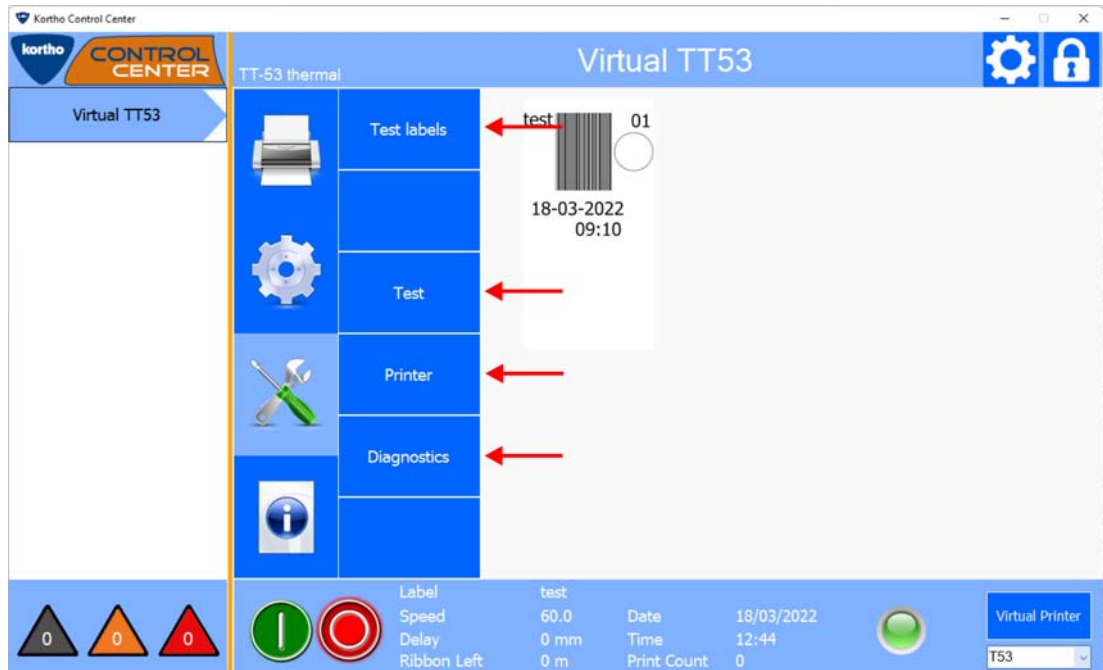 Kortho Control Center
kortho
CONTROL
CENTER
TT-53 thermal
Virtual TT53
Virtual TT53
Test labels
Test
Printer
Diagnostics
test
01
18-03-2022
09:10
0
0
0
Label test
Speed 60.0 Date 18/03/2022
Delay 0 mm Time 12:44
Ribbon Left 0 m Print Count 0
Virtual Printer
T53